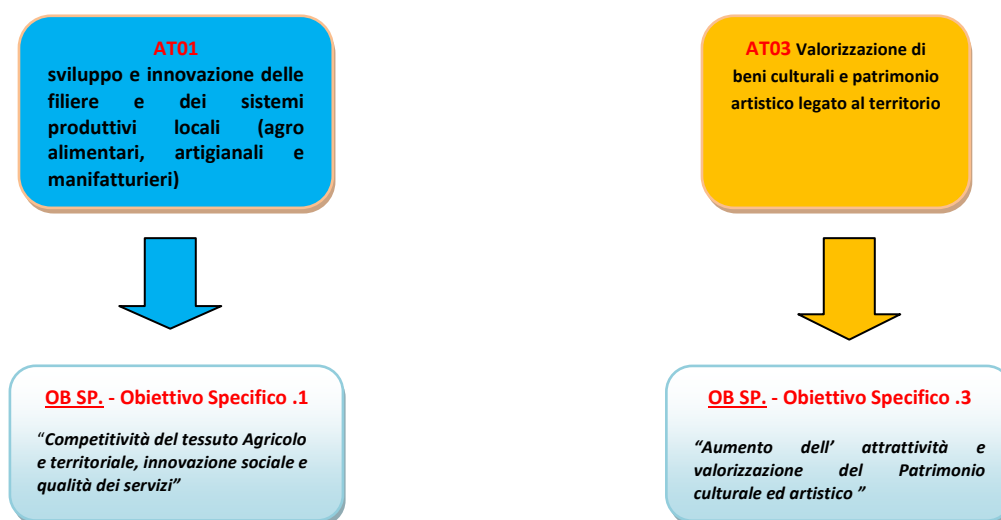 AT01
sviluppo e innovazione delle
filiere e dei sistemi
produttivi locali (agro
alimentari, artigianali e
manifatturieri)
AT03 Valorizzazione di
beni culturali e patrimonio
artistico legato al territorio
OB SP. - Obiettivo Specifico .1
“Competitività del tessuto Agricolo
e territoriale, innovazione sociale e
qualità dei servizi”
OB SP. - Obiettivo Specifico .3
“Aumento dell’ attrattività e
valorizzazione del Patrimonio
culturale ed artistico ”